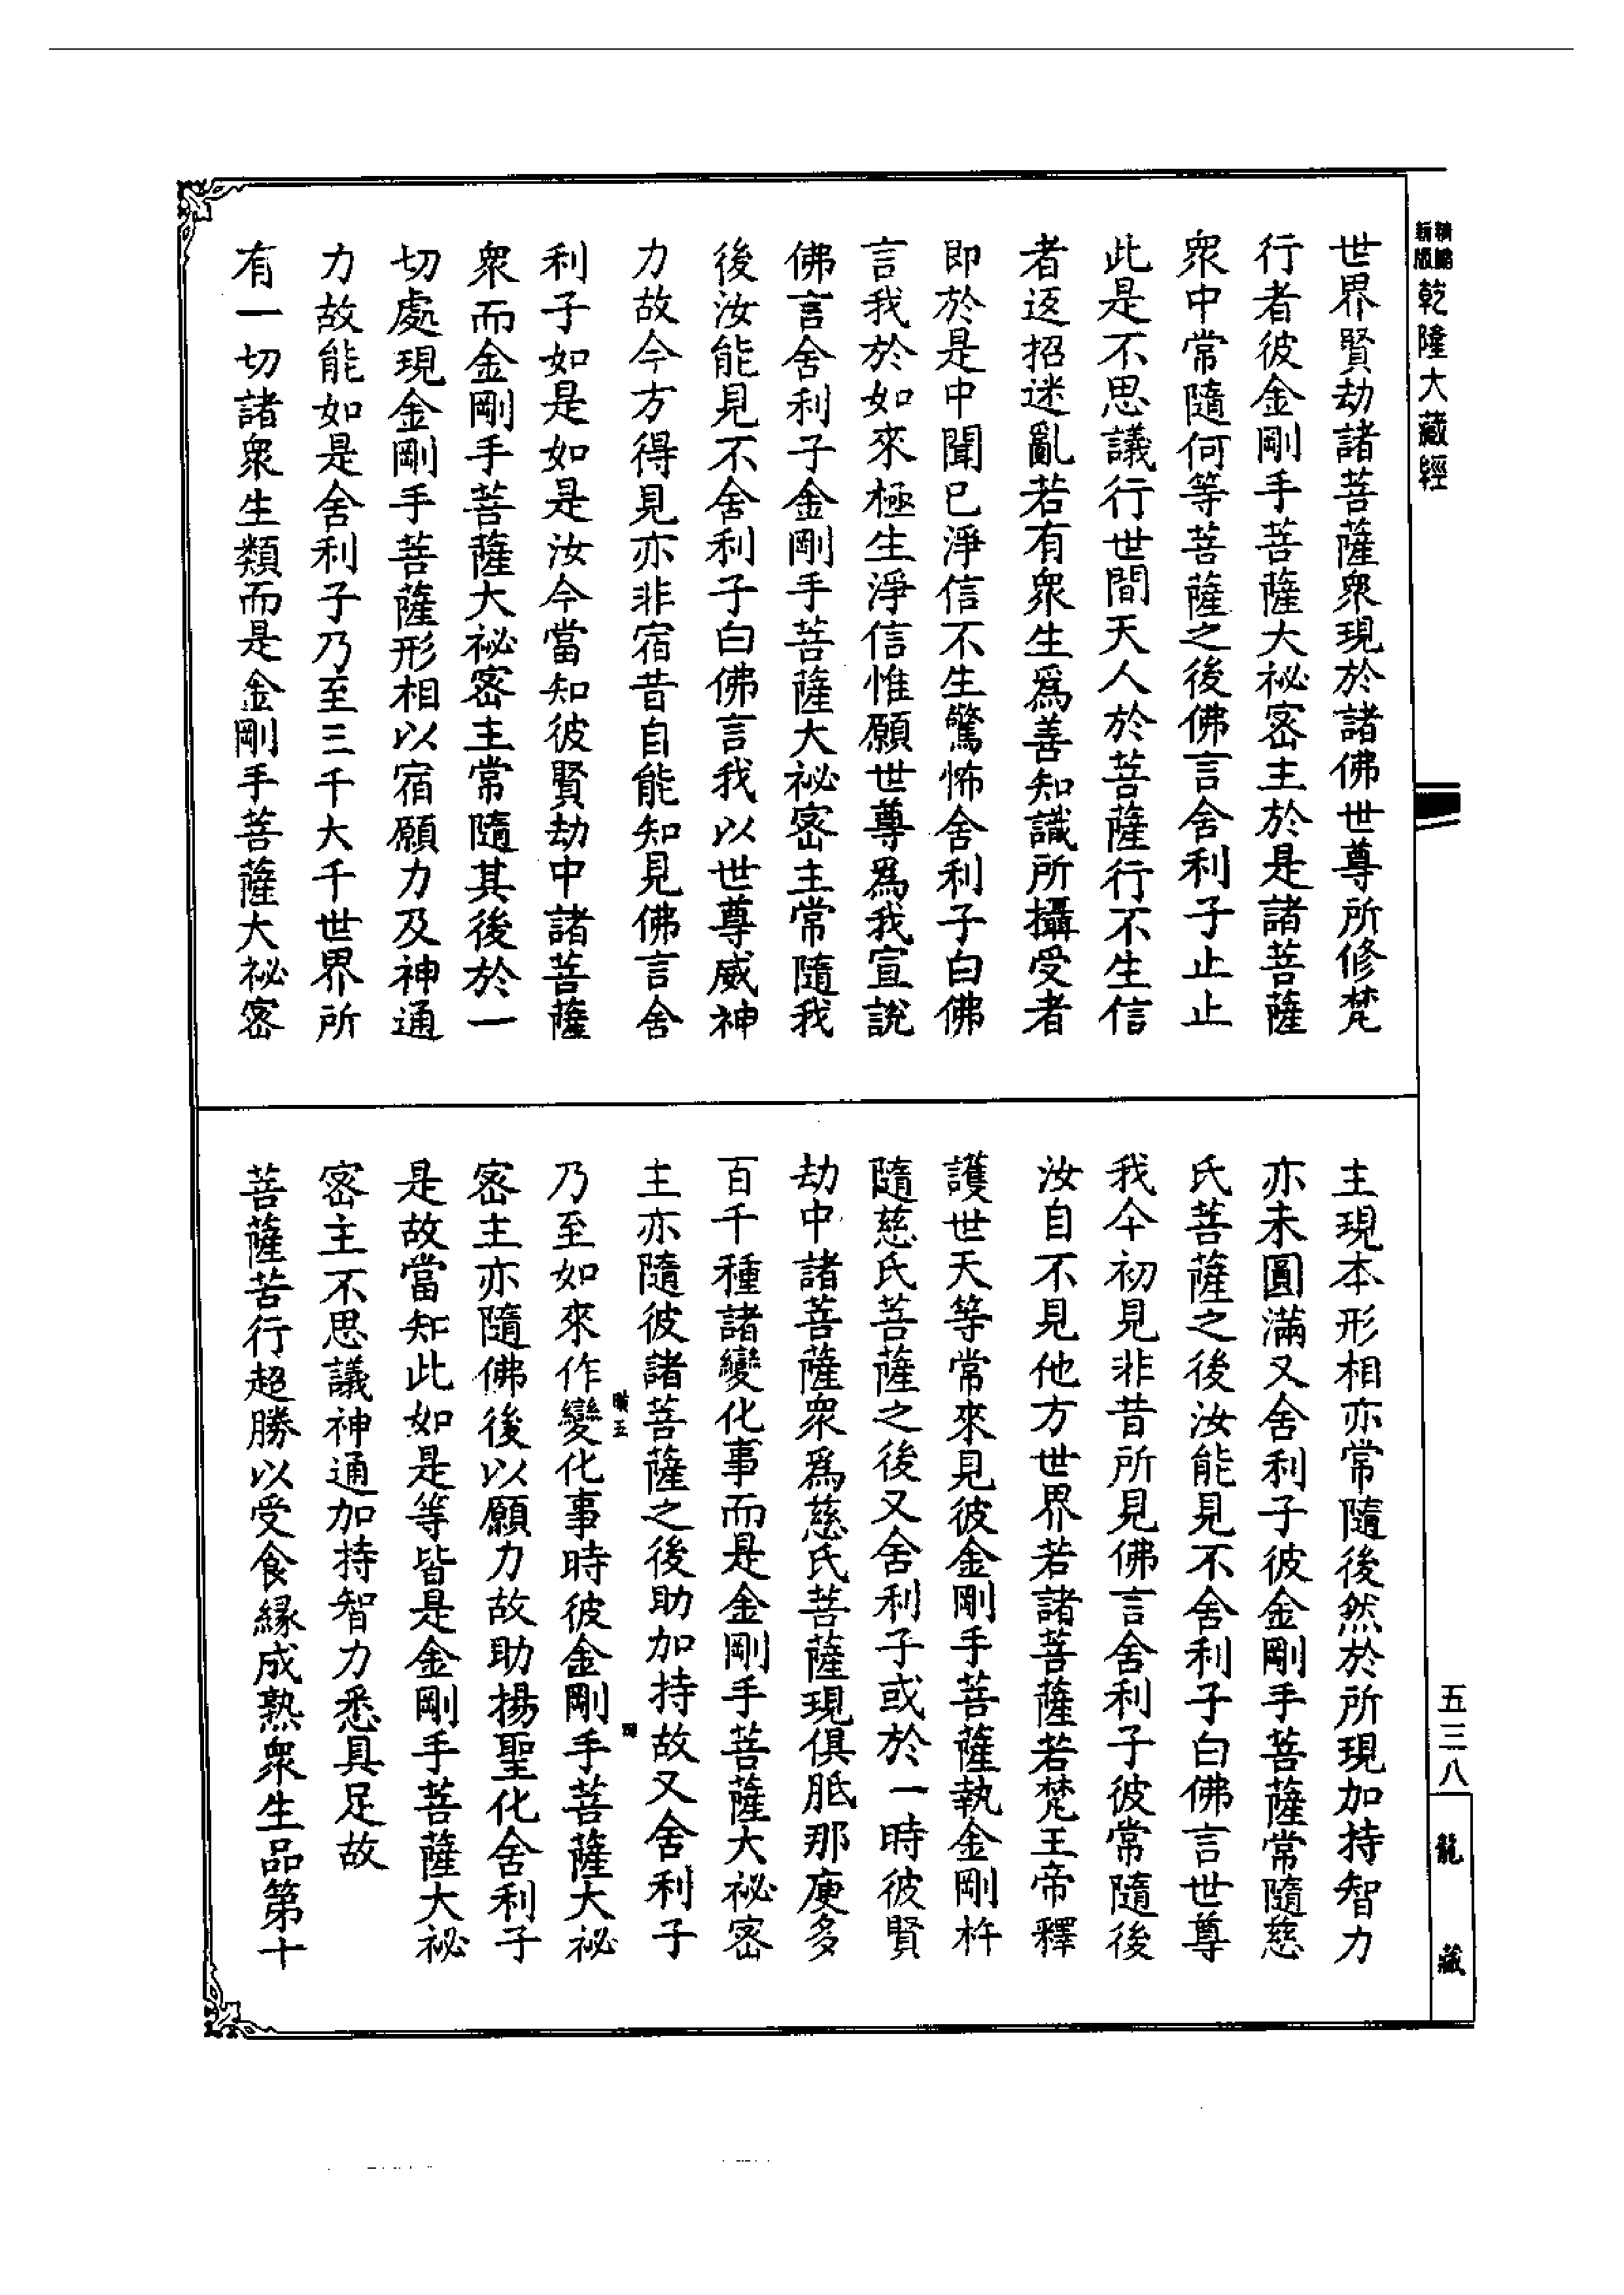 新版精縮乾隆大藏經
世界賢劫諸菩薩衆現於諸佛世尊所修梵
行者彼金剛手菩薩大祕密主於是諸菩薩
衆中常隨何等菩薩之後佛言舍利子止止
此是不思議行世間天人於菩薩行不生信
者返招迷亂若有衆生爲善知識所攝受者
即於是中聞已淨信不生驚怖舍利子白佛
言我於如來極生淨信惟願世尊爲我宣說
佛言舍利子金剛手菩薩大祕密主常隨我
後汝能見不舍利子白佛言我以世尊威神
力故今方得見亦非宿昔自能知見佛言舍
利子如是如是汝今當知彼賢劫中諸菩薩
衆而金剛手菩薩大祕密主常隨其後於一
切處現金剛手菩薩形相以宿願力及神通
力故能如是舍利子乃至三千大千世界所
有一切諸衆生類而是金剛手菩薩大祕密
主現本形相亦常隨後然於所現加持智力
亦未圓滿又舍利子彼金剛手菩薩常隨慈
氏菩薩之後汝能見不舍利子白佛言世尊
我今初見非昔所見佛言舍利子彼常隨後
汝自不見他方世界若諸菩薩若梵王帝釋
護世天等常來見彼金剛手菩薩執金剛杵
隨慈氏菩薩之後又舍利子或於一時彼賢
劫中諸菩薩衆爲慈氏菩薩現俱胝那庾多
百千種諸變化事而是金剛手菩薩大祕密
主亦隨彼諸菩薩之後助加持故又舍利子
乃至如來作變化事時彼金剛手菩薩大祕
密主亦隨佛後以願力故助揚聖化舍利子
是故當知此如是等皆是金剛手菩薩大祕
密主不思議神通加持智力悉具足故
菩薩苦行超勝以受食緣成熟衆生品第十
五三八
龍藏